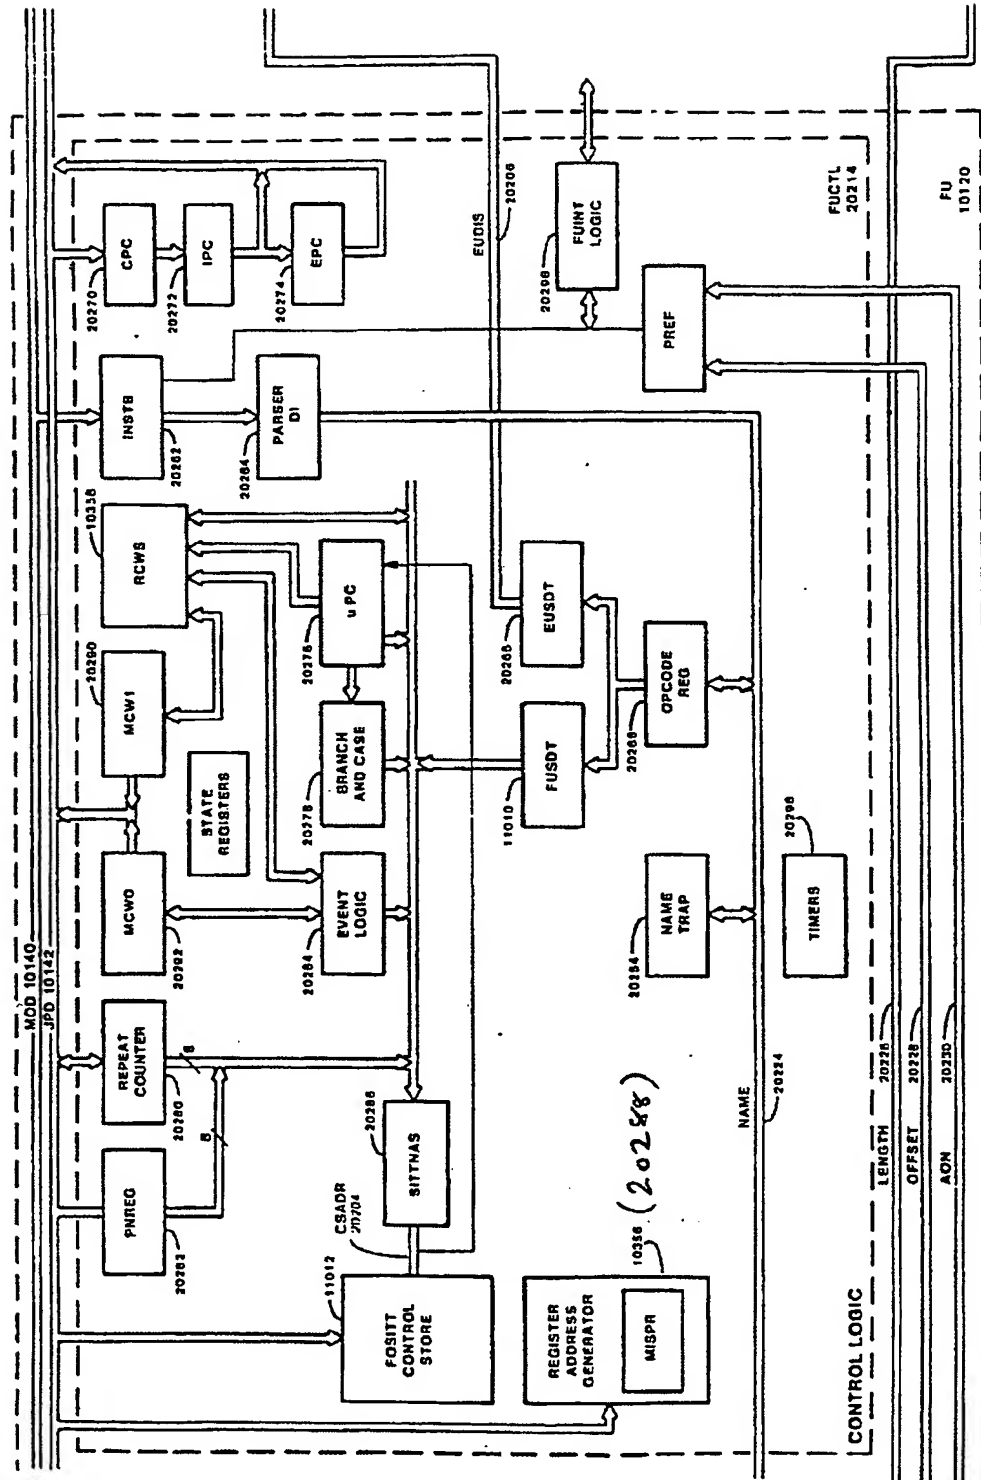 MOD 10140
JPD 10142
PNREG
20282
REPEAT
COUNTER
20280
8
8
MCW0
20292
MCW1
20290
STATE
REGISTERS
RCWS
10358
INSTB
20262
PARSER
DI
20264
CPC
20270
IPC
20272
EPC
20274
FOSITT
CONTROL
STORE
11012
CSADR
20204
SITTNAS
20286
EVENT
LOGIC
20284
BRANCH
AND CASE
20278
uPC
20276
EUDIS
20206
REGISTER
ADDRESS
GENERATOR
MISPR
10356
(20288)
NAME
TRAP
20254
FUSDT
11010
EUSDT
20266
OPCODE
REG
20268
FUINT
LOGIC
20298
PREF
NAME
20224
TIMERS
20296
FUCTL
20214
CONTROL LOGIC
LENGTH
20226
OFFSET
20228
AON
20230
FU
10120